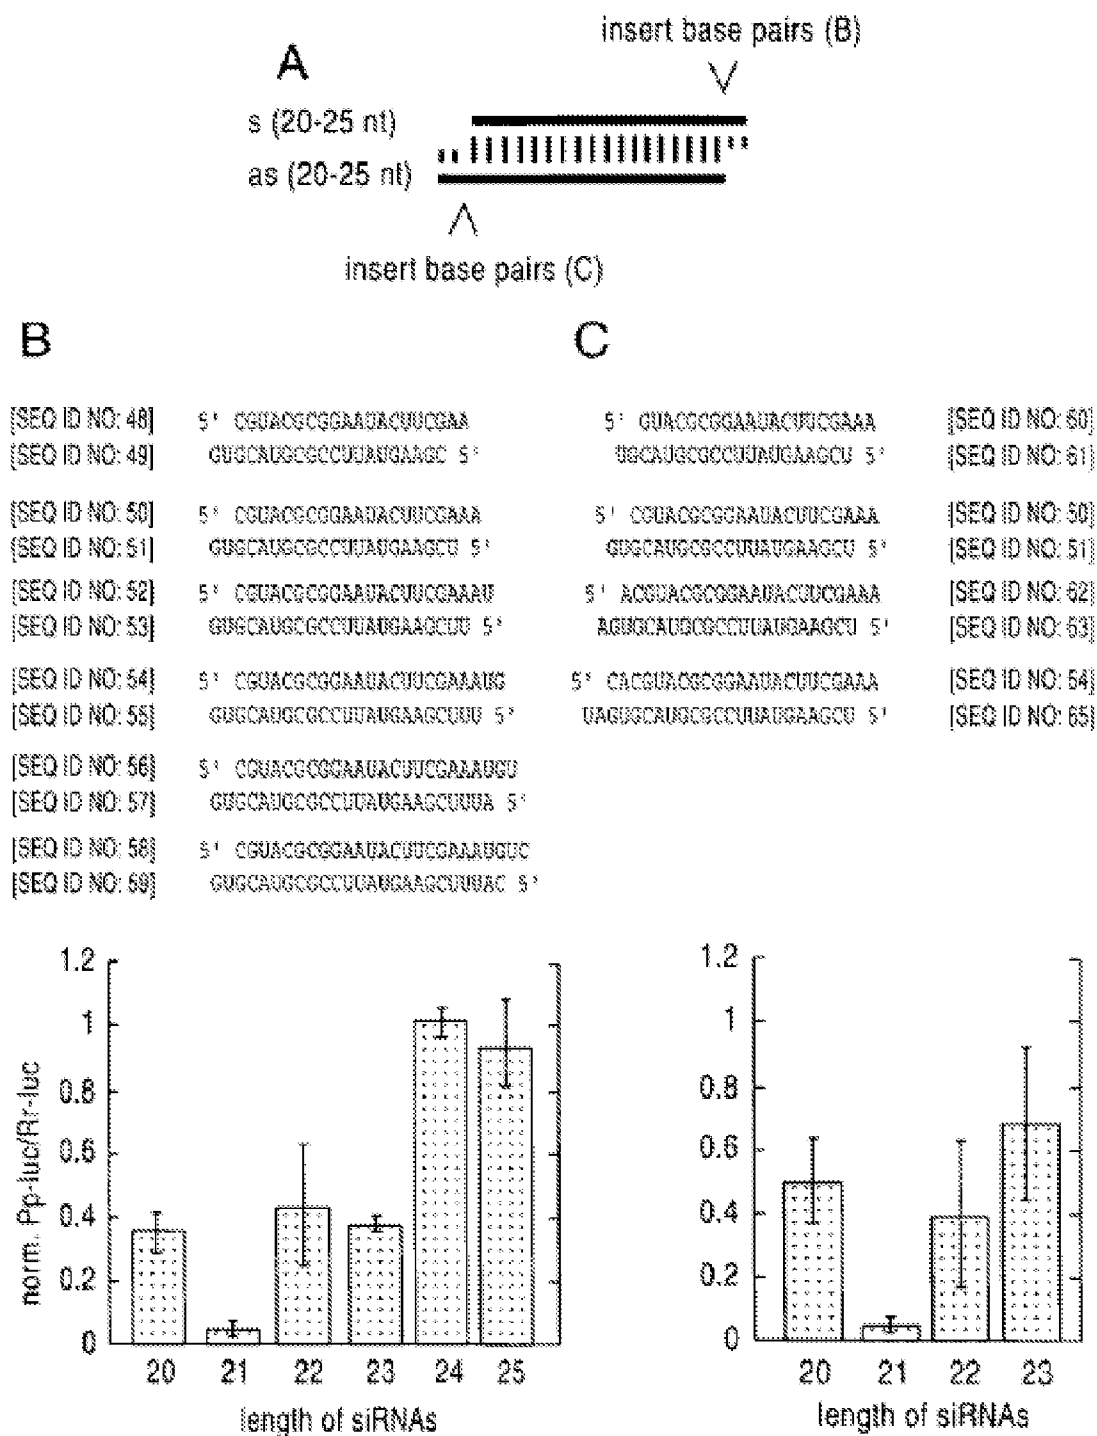 insert base pairs (B)
A
s (20-25 nt)
as (20-25 nt)
insert base pairs (C)
B
[SEQ ID NO: 48] 5' CGUACGCGGAAUACUUCGAA
[SEQ ID NO: 49] GUGCAUGCGCCUUAUGAAGC 5'
[SEQ ID NO: 50] 5' CGUACGCGGAAUACUUCGAAA
[SEQ ID NO: 51] GUGCAUGCGCCUUAUGAAGCU 5'
[SEQ ID NO: 52] 5' CGUACGCGGAAUACUUCGAAAU
[SEQ ID NO: 53] GUGCAUGCGCCUUAUGAAGCUU 5'
[SEQ ID NO: 54] 5' CGUACGCGGAAUACUUCGAAAUG
[SEQ ID NO: 55] GUGCAUGCGCCUUAUGAAGCUUU 5'
[SEQ ID NO: 56] 5' CGUACGCGGAAUACUUCGAAAUGU
[SEQ ID NO: 57] GUGCAUGCGCCUUAUGAAGCUUUA 5'
[SEQ ID NO: 58] 5' CGUACGCGGAAUACUUCGAAAUGUC
[SEQ ID NO: 59] GUGCAUGCGCCUUAUGAAGCUUUAC 5'
C
5' GUACGCGGAAUACUUCGAAA [SEQ ID NO: 60]
UGCAUGCGCCUUAUGAAGCU 5' [SEQ ID NO: 61]
5' CGUACGCGGAAUACUUCGAAA [SEQ ID NO: 50]
GUGCAUGCGCCUUAUGAAGCU 5' [SEQ ID NO: 51]
5' ACGUACGCGGAAUACUUCGAAA [SEQ ID NO: 62]
AGUGCAUGCGCCUUAUGAAGCU 5' [SEQ ID NO: 63]
5' CACGUACGCGGAAUACUUCGAAA [SEQ ID NO: 64]
UAGUGCAUGCGCCUUAUGAAGCU 5' [SEQ ID NO: 65]
norm. Pp-luc/Rr-luc
1.2
1
0.8
0.6
0.4
0.2
0
20 21 22 23 24 25
length of siRNAs
1.2
1
0.8
0.6
0.4
0.2
0
20 21 22 23
length of siRNAs